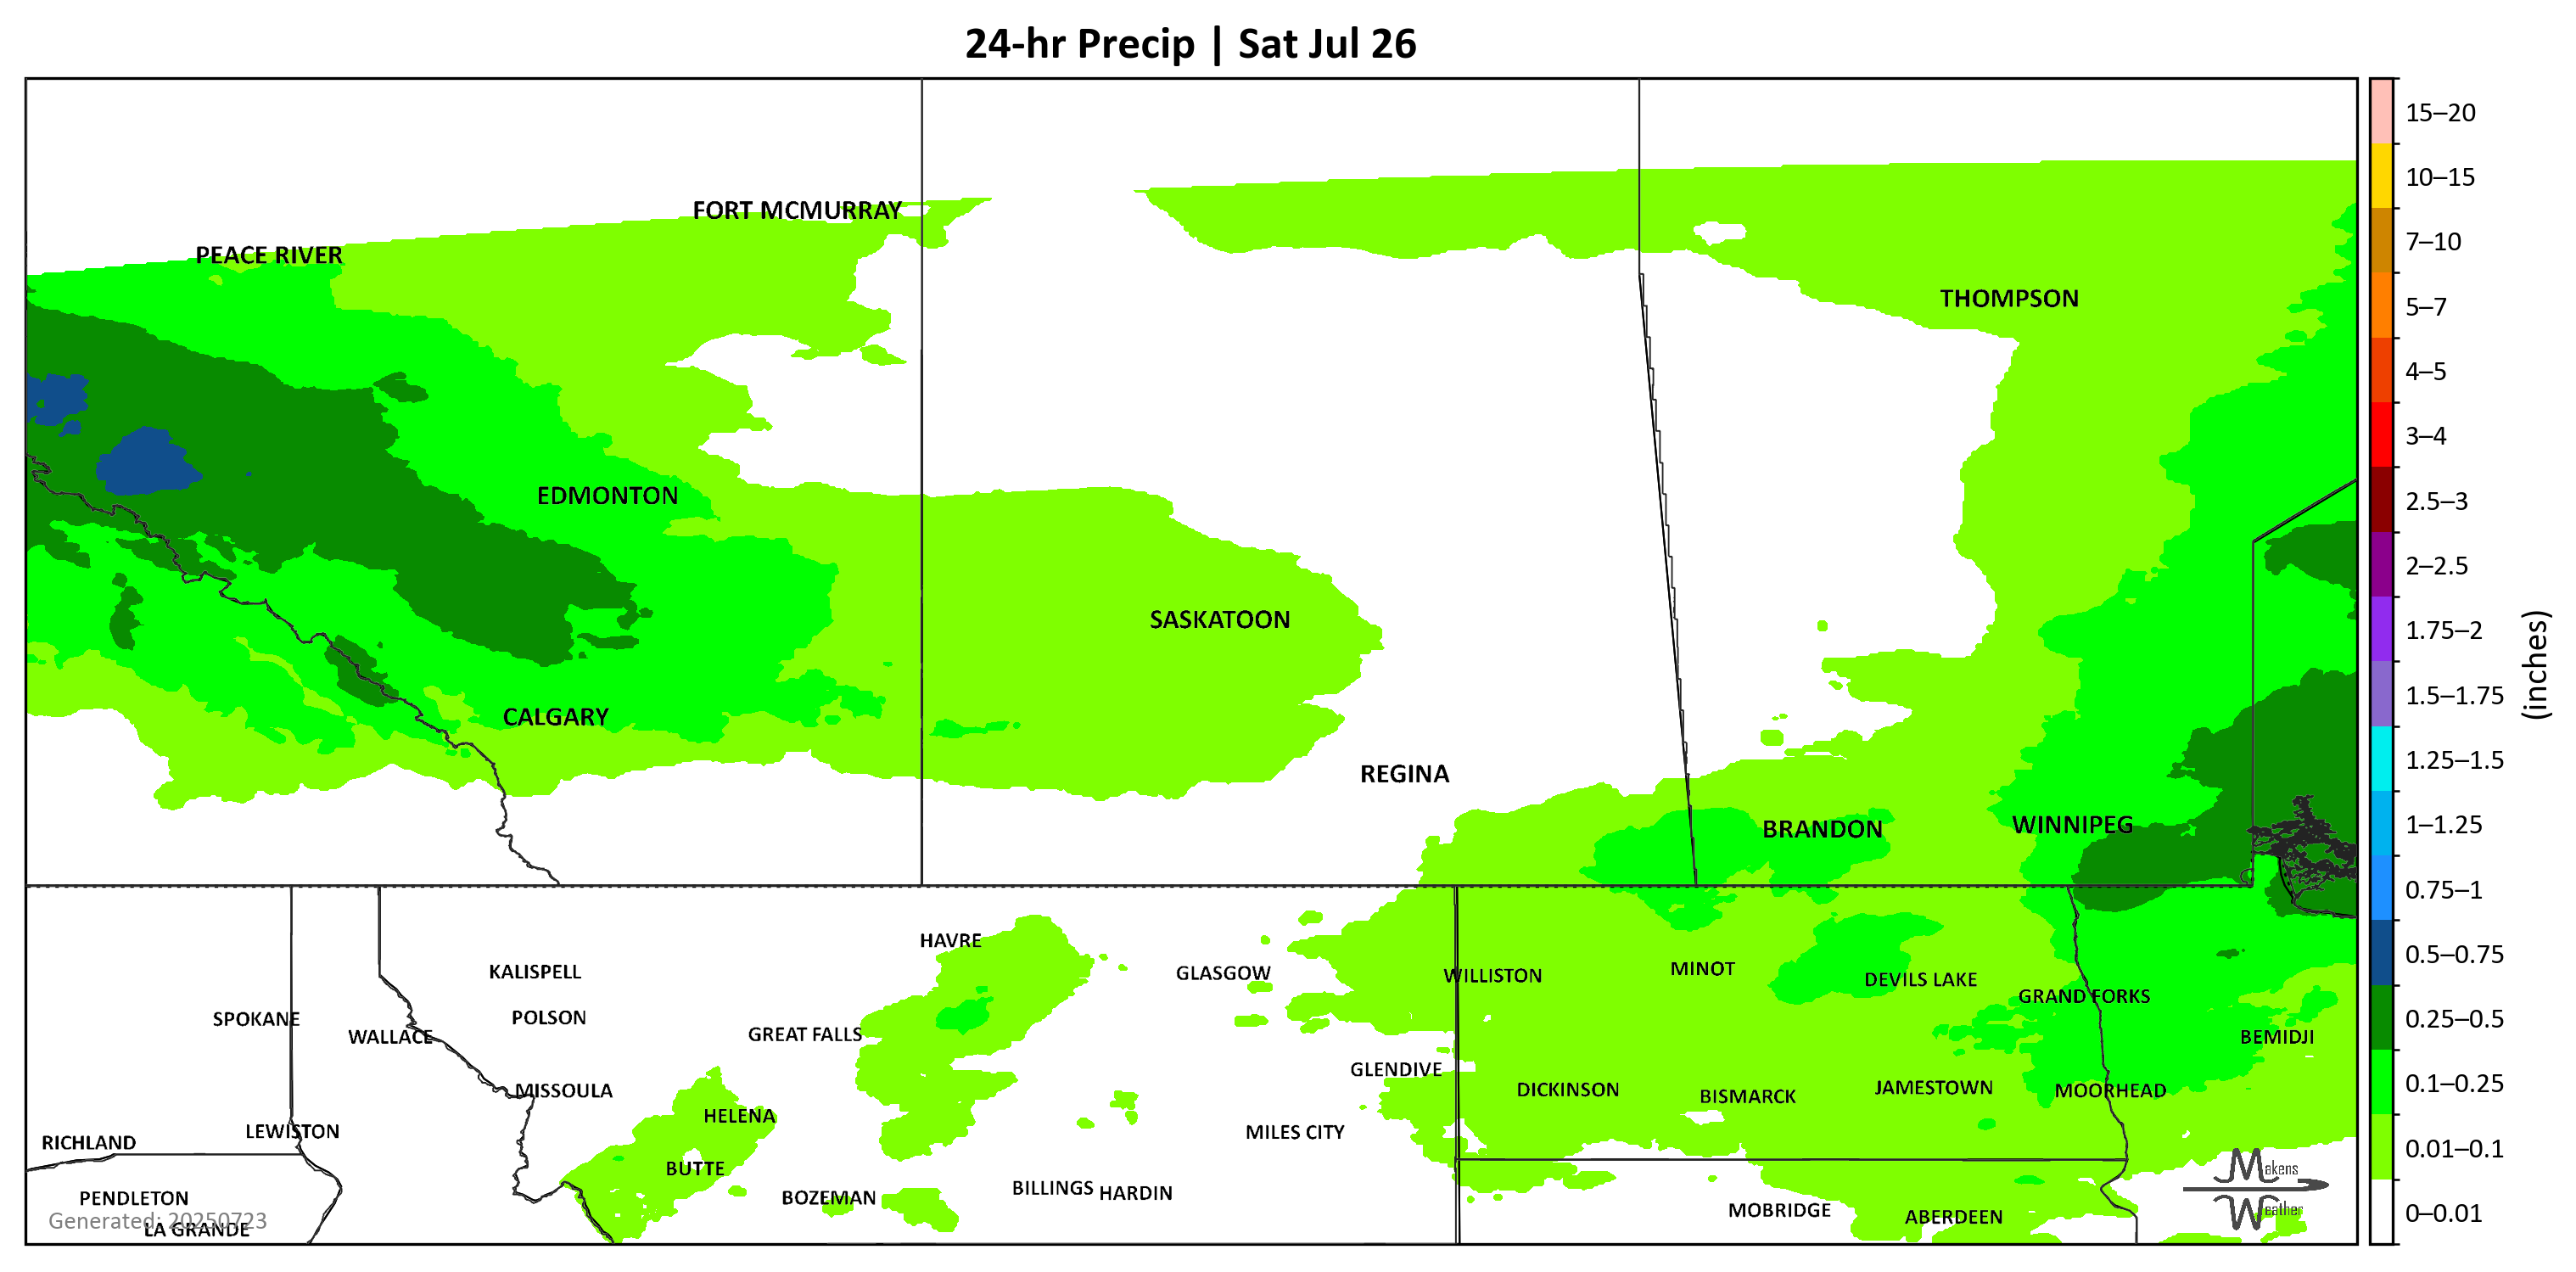 24-hr Precip | Sat Jul 26
FORT MCMURRAY
PEACE RIVER
THOMPSON
EDMONTON
SASKATOON
CALGARY
REGINA
BRANDON
WINNIPEG
HAVRE
KALISPELL
GLASGOW
WILLISTON
MINOT
DEVILS LAKE
GRAND FORKS
SPOKANE
POLSON
WALLACE
GREAT FALLS
BEMIDJI
GLENDIVE
MISSOULA
DICKINSON
BISMARCK
JAMESTOWN
MOORHEAD
HELENA
RICHLAND
LEWISTON
MILES CITY
BUTTE
PENDLETON
BOZEMAN
BILLINGS
HARDIN
MOBRIDGE
ABERDEEN
Generated: 20250723
LA GRANDE
Makens
Weather
15–20
10–15
7–10
5–7
4–5
3–4
2.5–3
2–2.5
1.75–2
1.5–1.75
1.25–1.5
1–1.25
0.75–1
0.5–0.75
0.25–0.5
0.1–0.25
0.01–0.1
0–0.01
(inches)